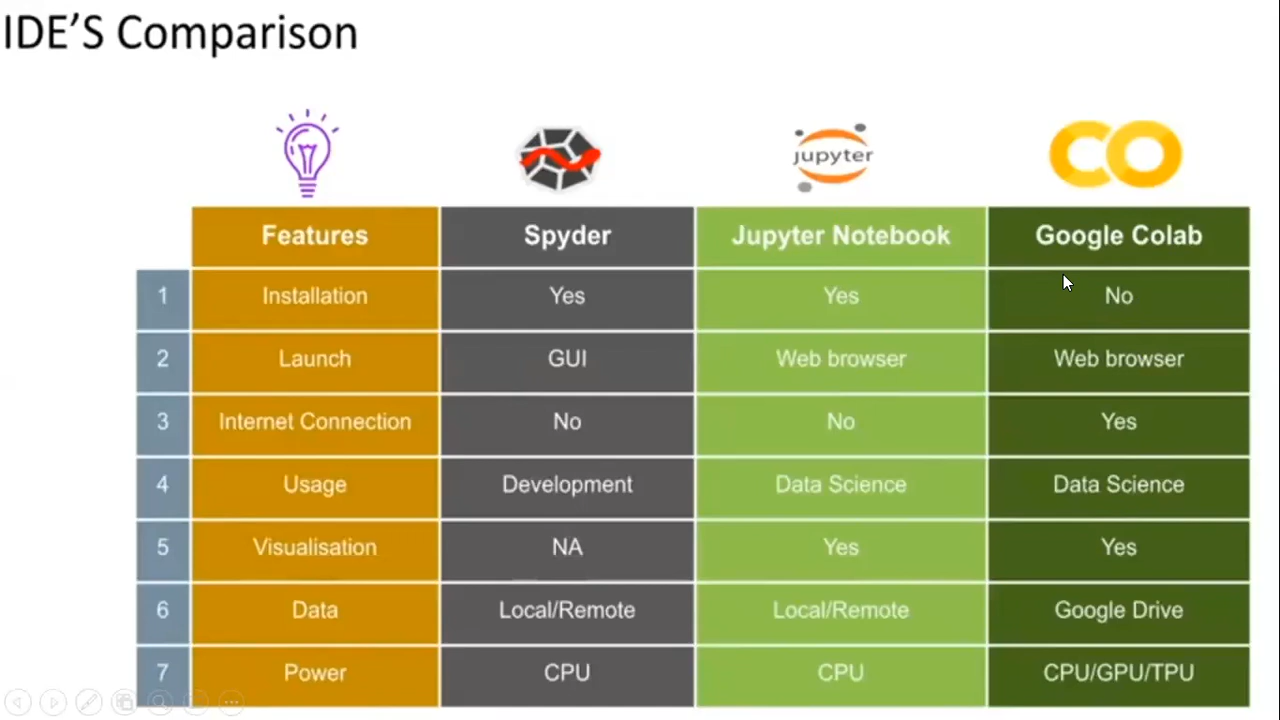 IDE'S Comparison
jupyter
CO
Features Spyder Jupyter Notebook Google Colab
1 Installation Yes Yes No
2 Launch GUI Web browser Web browser
3 Internet Connection No No Yes
4 Usage Development Data Science Data Science
5 Visualisation NA Yes Yes
6 Data Local/Remote Local/Remote Google Drive
7 Power CPU CPU CPU/GPU/TPU